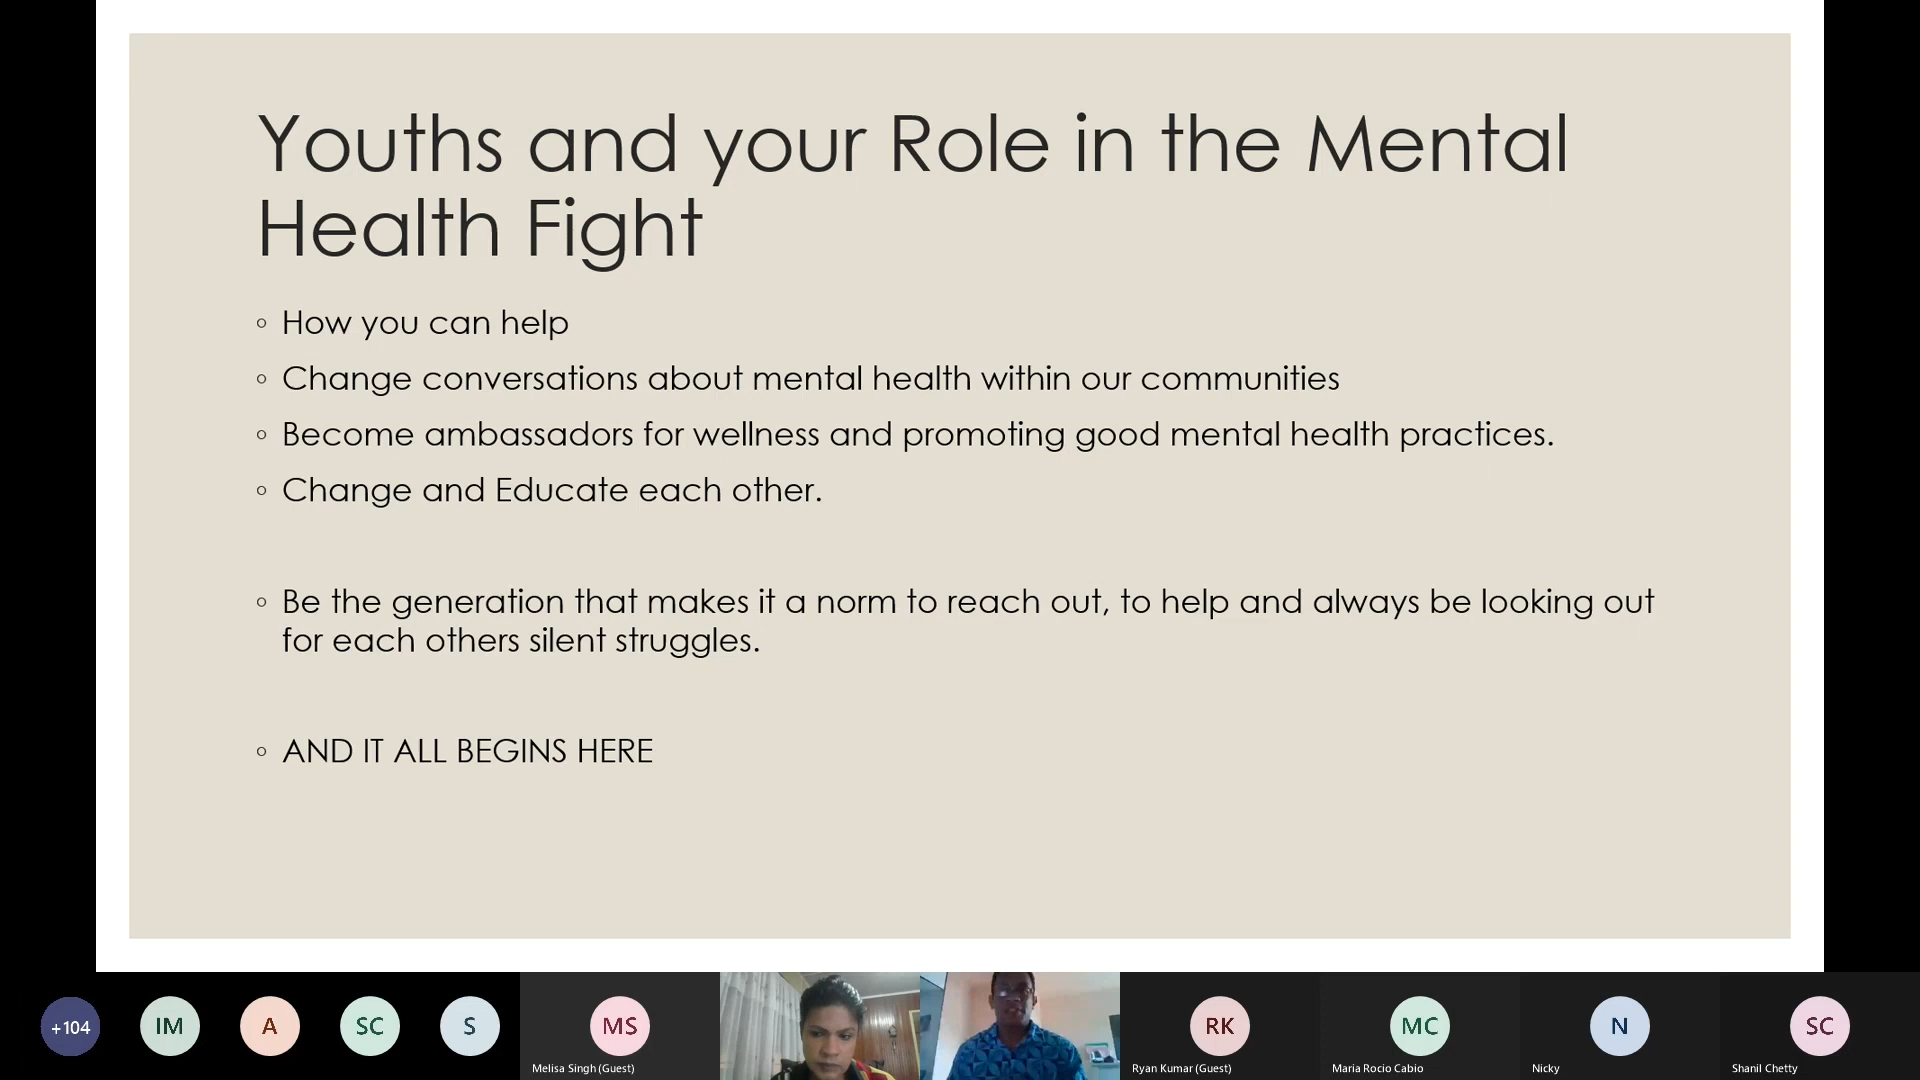 Youths and your Role in the Mental
Health Fight
◦ How you can help
◦ Change conversations about mental health within our communities
◦ Become ambassadors for wellness and promoting good mental health practices.
◦ Change and Educate each other.
◦ Be the generation that makes it a norm to reach out, to help and always be looking out
for each others silent struggles.
◦ AND IT ALL BEGINS HERE
+104 IM A SC S MS RK MC N SC
Melisa Singh (Guest) Ryan Kumar (Guest) Maria Rocio Cabio Nicky Shanil Chetty